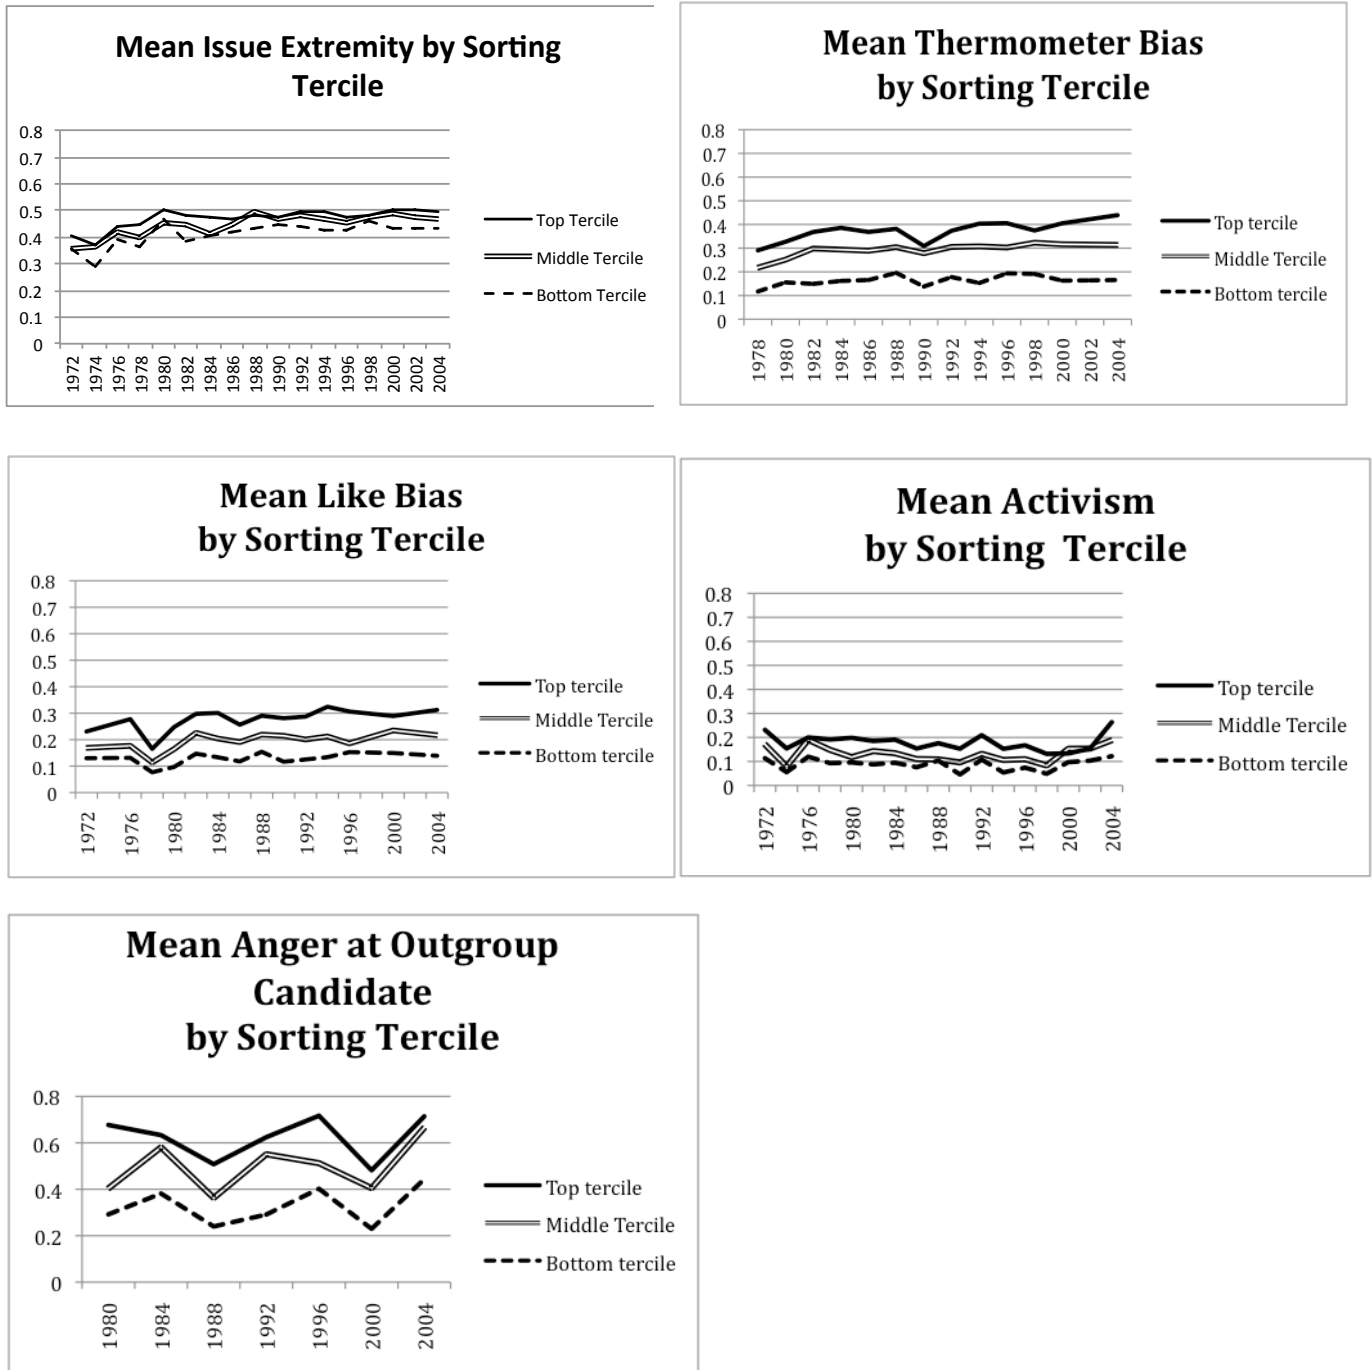 Mean Issue Extremity by Sorting
Tercile
0.8
0.7
0.6
0.5
0.4
0.3
0.2
0.1
0
1972 1974 1976 1978 1980 1982 1984 1986 1988 1990 1992 1994 1996 1998 2000 2002 2004
Top Tercile
Middle Tercile
Bottom Tercile
Mean Thermometer Bias
by Sorting Tercile
0.8
0.7
0.6
0.5
0.4
0.3
0.2
0.1
0
1978 1980 1982 1984 1986 1988 1990 1992 1994 1996 1998 2000 2002 2004
Top tercile
Middle Tercile
Bottom tercile
Mean Like Bias
by Sorting Tercile
0.8
0.7
0.6
0.5
0.4
0.3
0.2
0.1
0
1972 1976 1980 1984 1988 1992 1996 2000 2004
Top tercile
Middle Tercile
Bottom tercile
Mean Activism
by Sorting Tercile
0.8
0.7
0.6
0.5
0.4
0.3
0.2
0.1
0
1972 1976 1980 1984 1988 1992 1996 2000 2004
Top tercile
Middle Tercile
Bottom tercile
Mean Anger at Outgroup
Candidate
by Sorting Tercile
0.8
0.6
0.4
0.2
0
1980 1984 1988 1992 1996 2000 2004
Top tercile
Middle Tercile
Bottom tercile